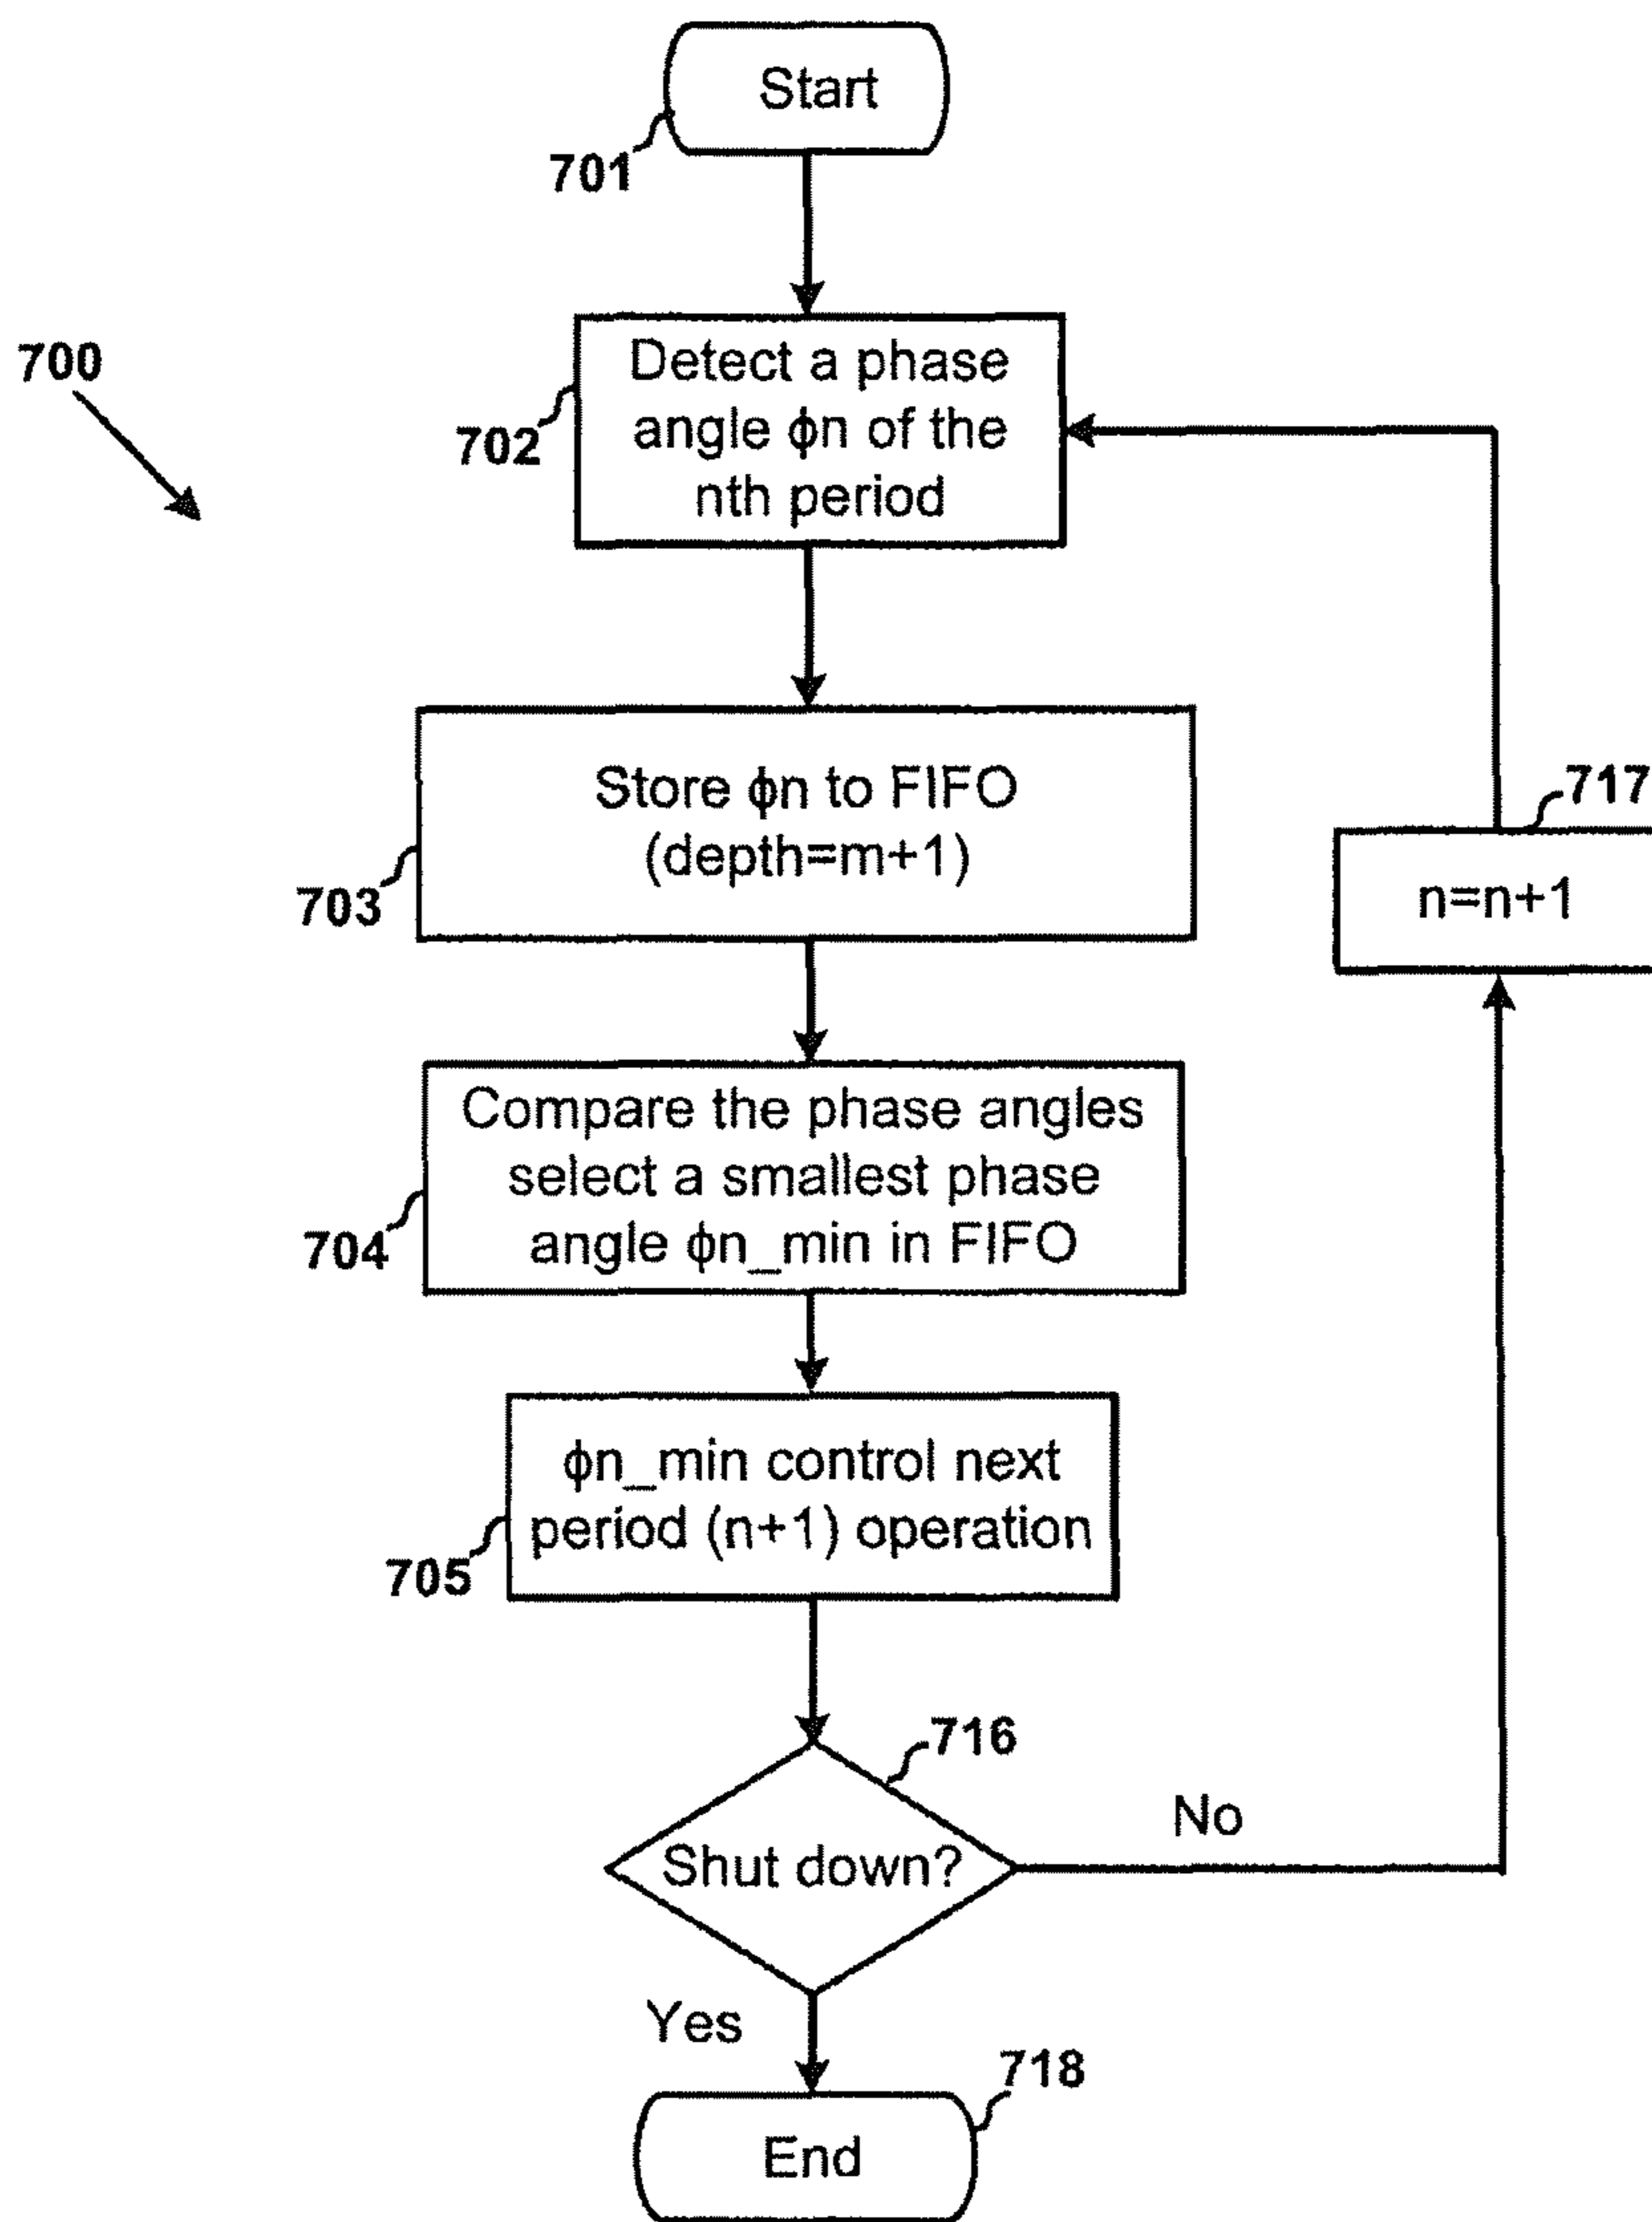 Start
701
700
Detect a phase
angle ϕn of the
nth period
702
Store ϕn to FIFO
(depth=m+1)
703
717
n=n+1
Compare the phase angles
select a smallest phase
angle ϕn_min in FIFO
704
ϕn_min control next
period (n+1) operation
705
716
Shut down?
No
Yes
718
End